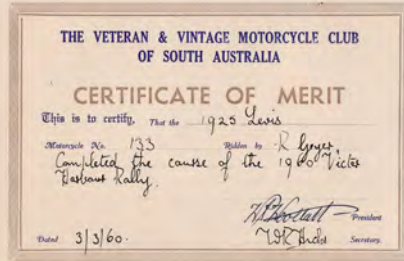 THE VETERAN & VINTAGE MOTORCYCLE CLUB
OF SOUTH AUSTRALIA
CERTIFICATE OF MERIT
This is to certify, That the 1925 Levis
Motorcycle No. 133 Ridden by R Goyer,
Completed the course of the 1960 Victor
Harbour Rally.
President
Dated 3/3/60. Secretary.